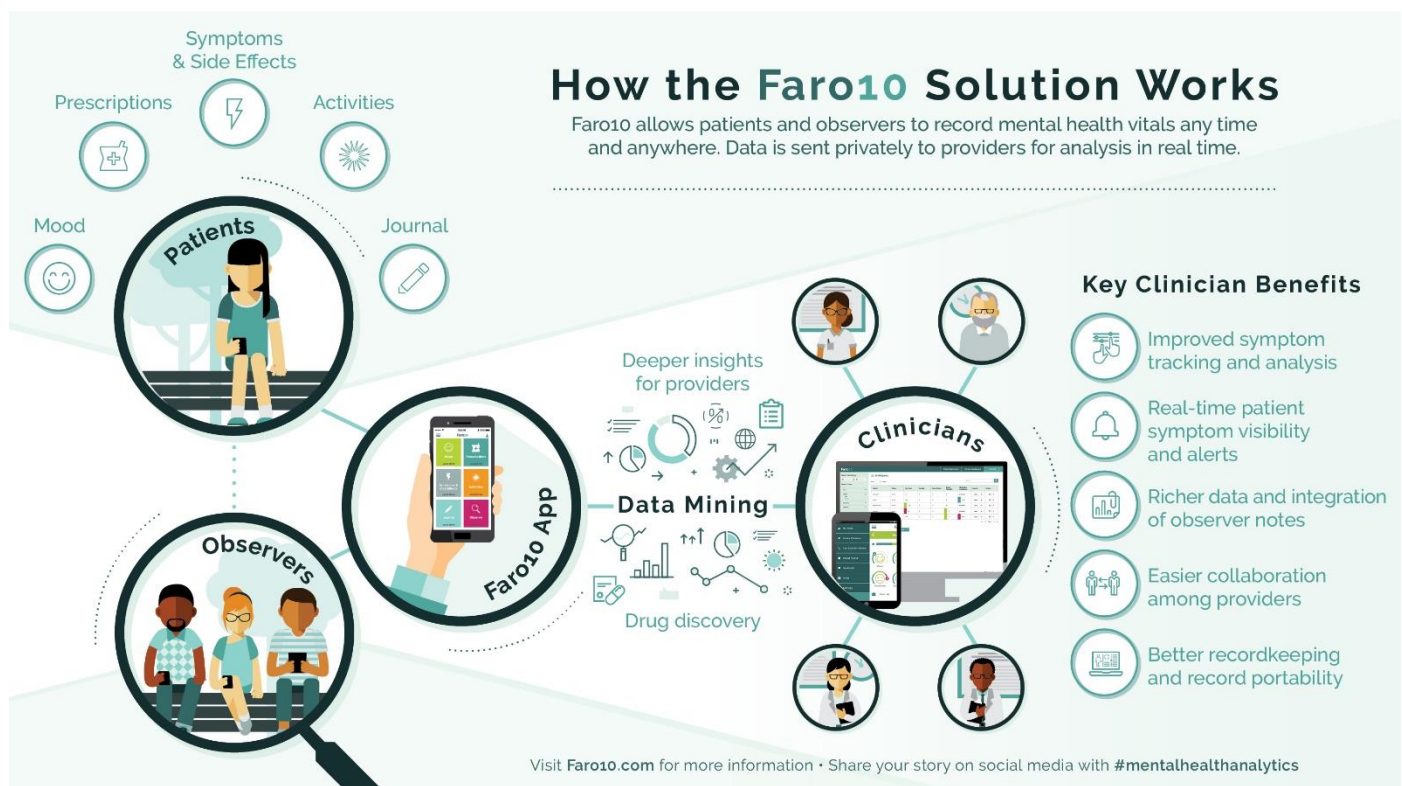 How the Faro10 Solution Works
Faro10 allows patients and observers to record mental health vitals any time
and anywhere. Data is sent privately to providers for analysis in real time.
Symptoms
& Side Effects
Prescriptions
Activities
Mood
Journal
Patients
Observers
Faro10 App
Deeper insights
for providers
Data Mining
Drug discovery
Clinicians
Key Clinician Benefits
Improved symptom
tracking and analysis
Real-time patient
symptom visibility
and alerts
Richer data and integration
of observer notes
Easier collaboration
among providers
Better recordkeeping
and record portability
Visit Faro10.com for more information • Share your story on social media with #mentalhealthanalytics